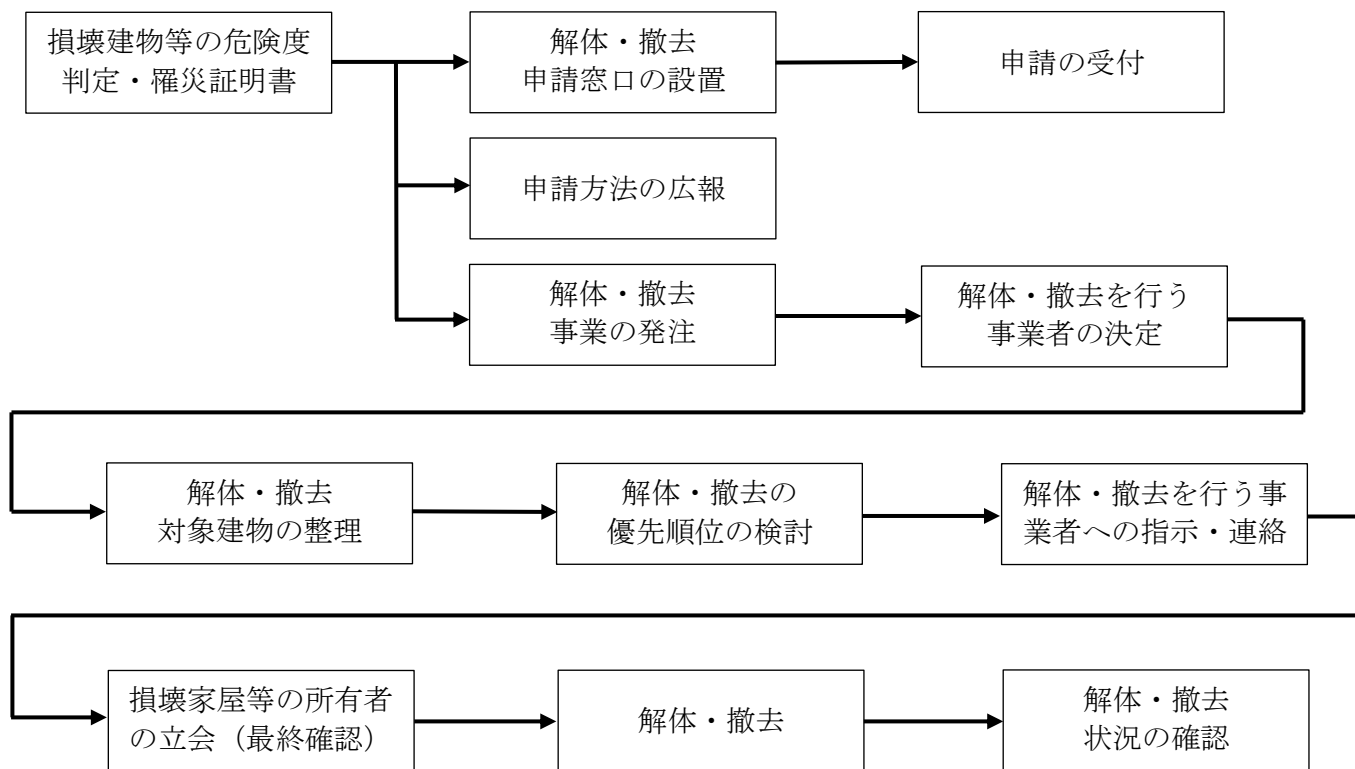 損壊建物等の危険度
判定・罹災証明書
解体・撤去
申請窓口の設置
申請の受付
申請方法の広報
解体・撤去
事業の発注
解体・撤去を行う
事業者の決定
解体・撤去
対象建物の整理
解体・撤去の
優先順位の検討
解体・撤去を行う事
業者への指示・連絡
損壊家屋等の所有者
の立会（最終確認）
解体・撤去
解体・撤去
状況の確認